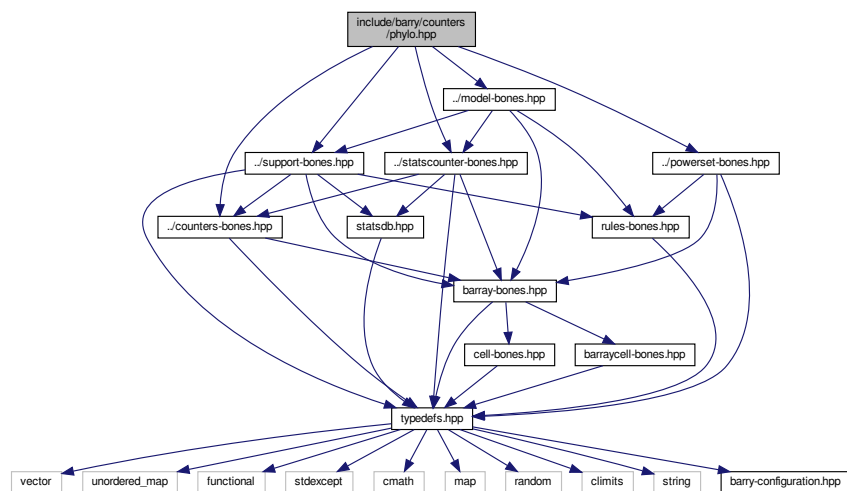 include/barry/counters
/phylo.hpp
../model-bones.hpp
../support-bones.hpp
../statscounter-bones.hpp
../powerset-bones.hpp
../counters-bones.hpp
statsdb.hpp
rules-bones.hpp
barray-bones.hpp
cell-bones.hpp
barraycell-bones.hpp
typedefs.hpp
vector
unordered_map
functional
stdexcept
cmath
map
random
climits
string
barry-configuration.hpp